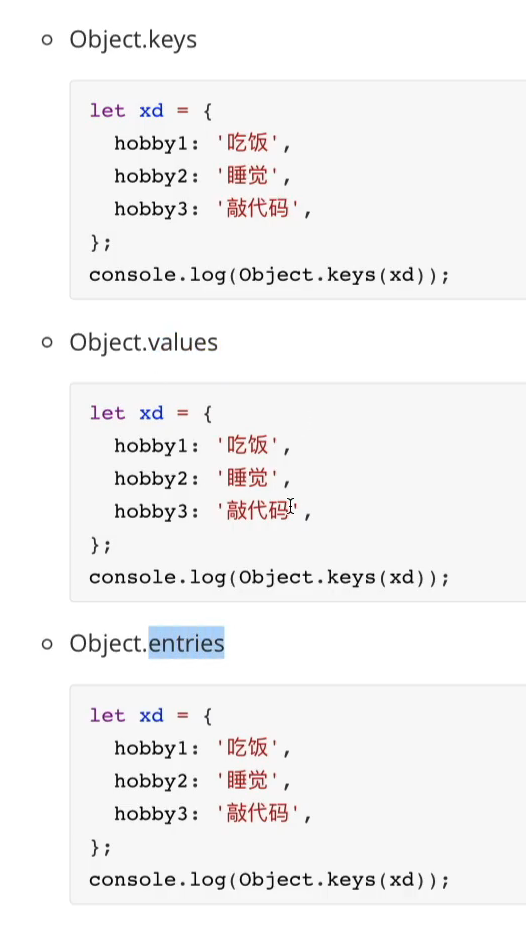 Object.keys
let xd = {
hobby1: '吃饭',
hobby2: '睡觉',
hobby3: '敲代码',
};
console.log(Object.keys(xd));
Object.values
let xd = {
hobby1: '吃饭',
hobby2: '睡觉',
hobby3: '敲代码',
};
console.log(Object.keys(xd));
Object.entries
let xd = {
hobby1: '吃饭',
hobby2: '睡觉',
hobby3: '敲代码',
};
console.log(Object.keys(xd));